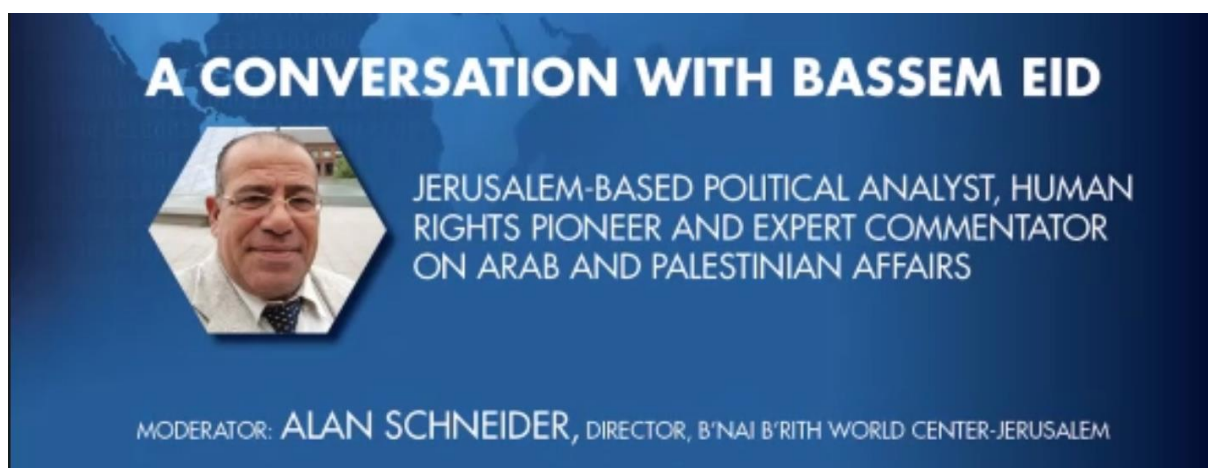 A CONVERSATION WITH BASSEM EID
JERUSALEM-BASED POLITICAL ANALYST, HUMAN
RIGHTS PIONEER AND EXPERT COMMENTATOR
ON ARAB AND PALESTINIAN AFFAIRS
MODERATOR: ALAN SCHNEIDER, DIRECTOR, B'NAI B'RITH WORLD CENTER-JERUSALEM